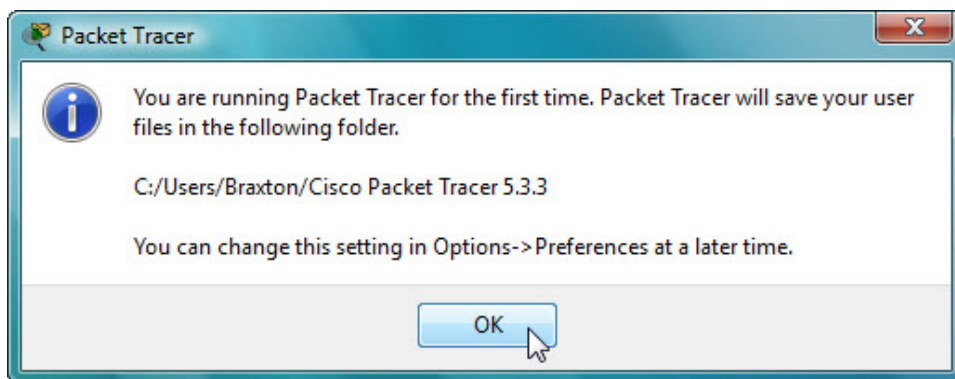 Packet Tracer
You are running Packet Tracer for the first time. Packet Tracer will save your user
files in the following folder.
C:/Users/Braxton/Cisco Packet Tracer 5.3.3
You can change this setting in Options->Preferences at a later time.
OK